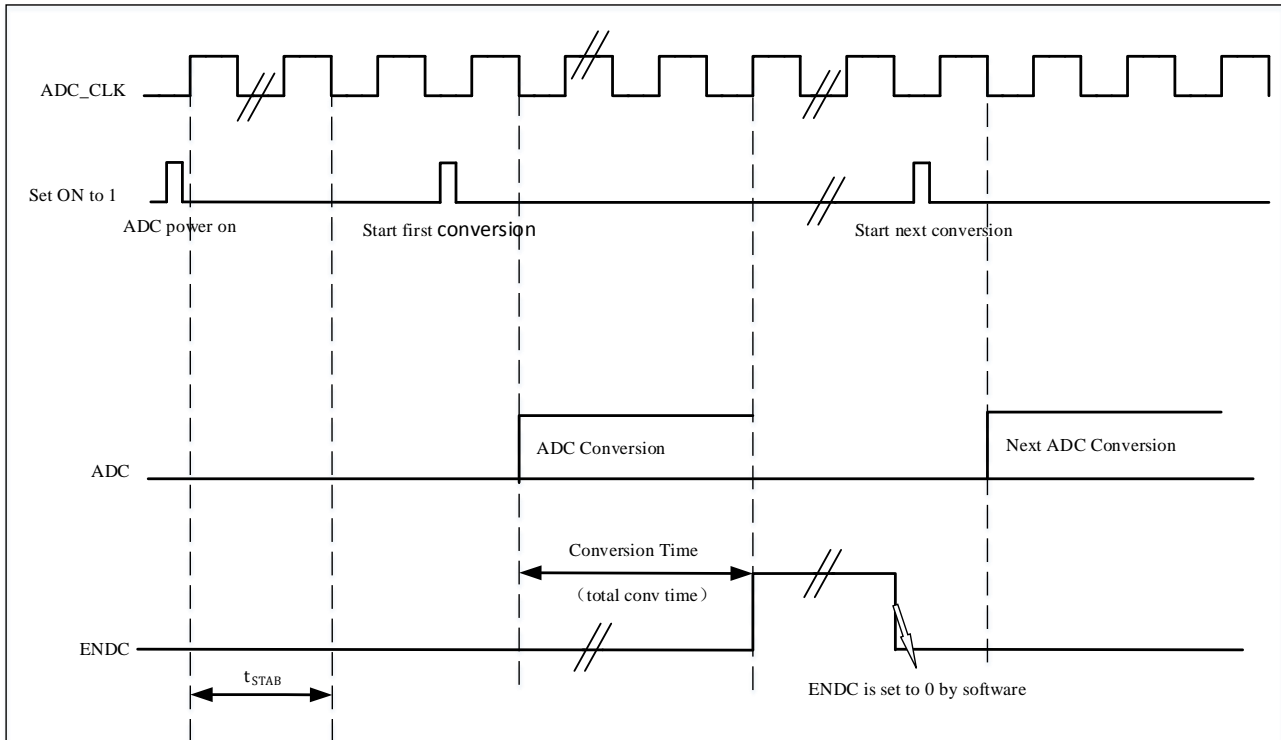 ADC_CLK
Set ON to 1
ADC power on
Start first conversion
Start next conversion
ADC
ADC Conversion
Next ADC Conversion
Conversion Time
（total conv time）
ENDC
tSTAB
ENDC is set to 0 by software